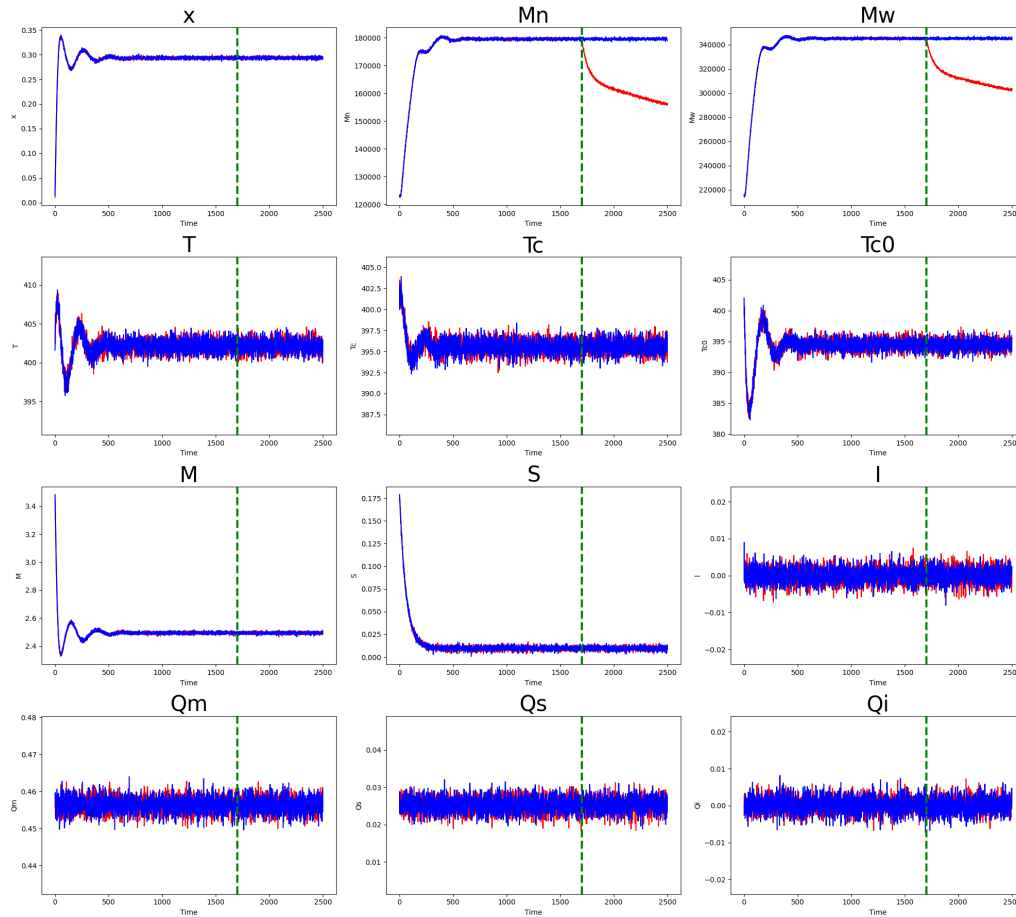 x
0.35
0.30
0.25
0.20
0.15
0.10
0.05
0.00
x
0 500 1000 1500 2000 2500
Time
Mn
180000
170000
160000
150000
140000
130000
120000
Mn
0 500 1000 1500 2000 2500
Time
Mw
340000
320000
300000
280000
260000
240000
220000
Mw
0 500 1000 1500 2000 2500
Time
T
410
405
400
395
T
0 500 1000 1500 2000 2500
Time
Tc
405.0
402.5
400.0
397.5
395.0
392.5
390.0
387.5
Tc
0 500 1000 1500 2000 2500
Time
Tc0
405
400
395
390
385
380
Tc0
0 500 1000 1500 2000 2500
Time
M
3.4
3.2
3.0
2.8
2.6
2.4
M
0 500 1000 1500 2000 2500
Time
S
0.175
0.150
0.125
0.100
0.075
0.050
0.025
0.000
S
0 500 1000 1500 2000 2500
Time
I
0.02
0.01
0.00
−0.01
−0.02
I
0 500 1000 1500 2000 2500
Time
Qm
0.48
0.47
0.46
0.45
0.44
Qm
0 500 1000 1500 2000 2500
Time
Qs
0.04
0.03
0.02
0.01
Qs
0 500 1000 1500 2000 2500
Time
Qi
0.02
0.01
0.00
−0.01
−0.02
Qi
0 500 1000 1500 2000 2500
Time